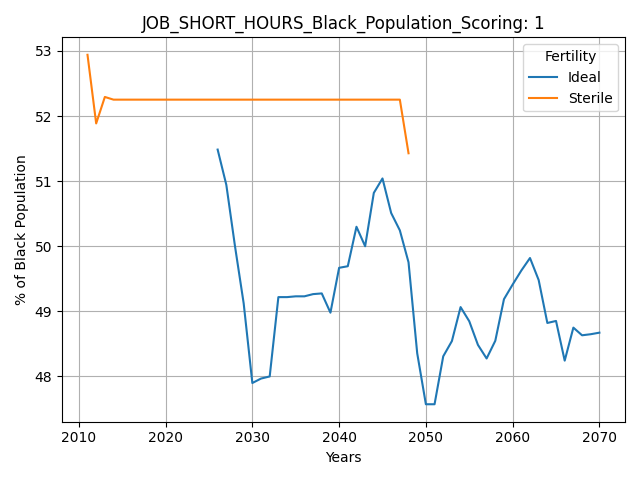 JOB_SHORT_HOURS_Black_Population_Scoring: 1
% of Black Population
53
52
51
50
49
48
Fertility
Ideal
Sterile
2010 2020 2030 2040 2050 2060 2070
Years